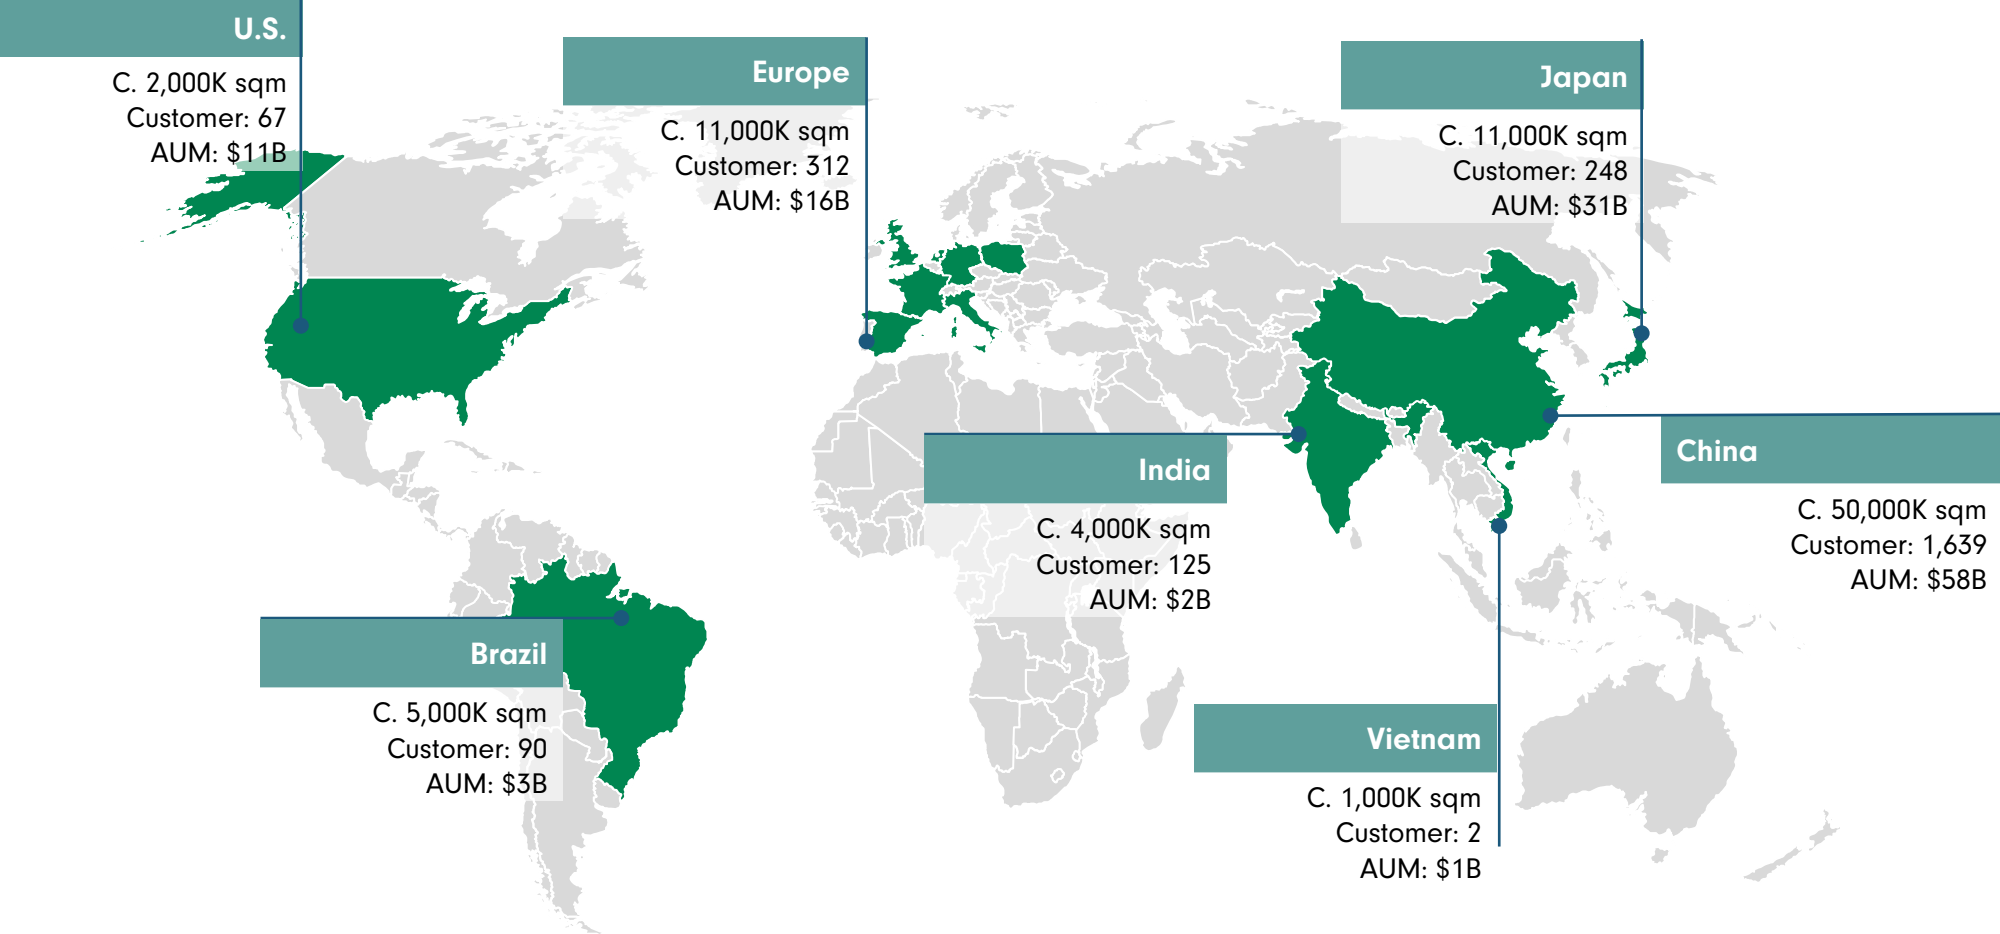 U.S.
C. 2,000K sqm
Customer: 67
AUM: $11B
Europe
C. 11,000K sqm
Customer: 312
AUM: $16B
Japan
C. 11,000K sqm
Customer: 248
AUM: $31B
India
C. 4,000K sqm
Customer: 125
AUM: $2B
China
C. 50,000K sqm
Customer: 1,639
AUM: $58B
Brazil
C. 5,000K sqm
Customer: 90
AUM: $3B
Vietnam
C. 1,000K sqm
Customer: 2
AUM: $1B